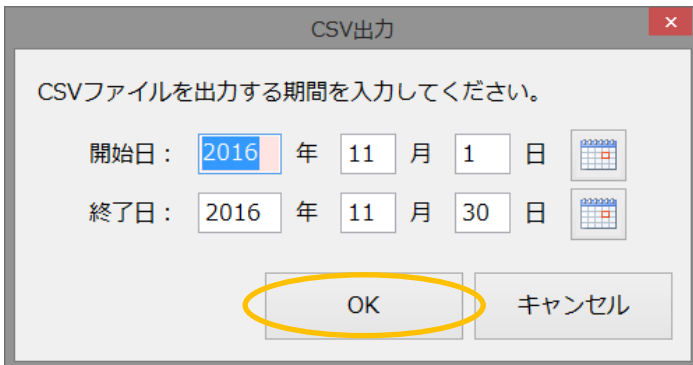 CSV出力
CSVファイルを出力する期間を入力してください。
開始日： 2016 年 11 月 1 日
終了日： 2016 年 11 月 30 日
OK キャンセル